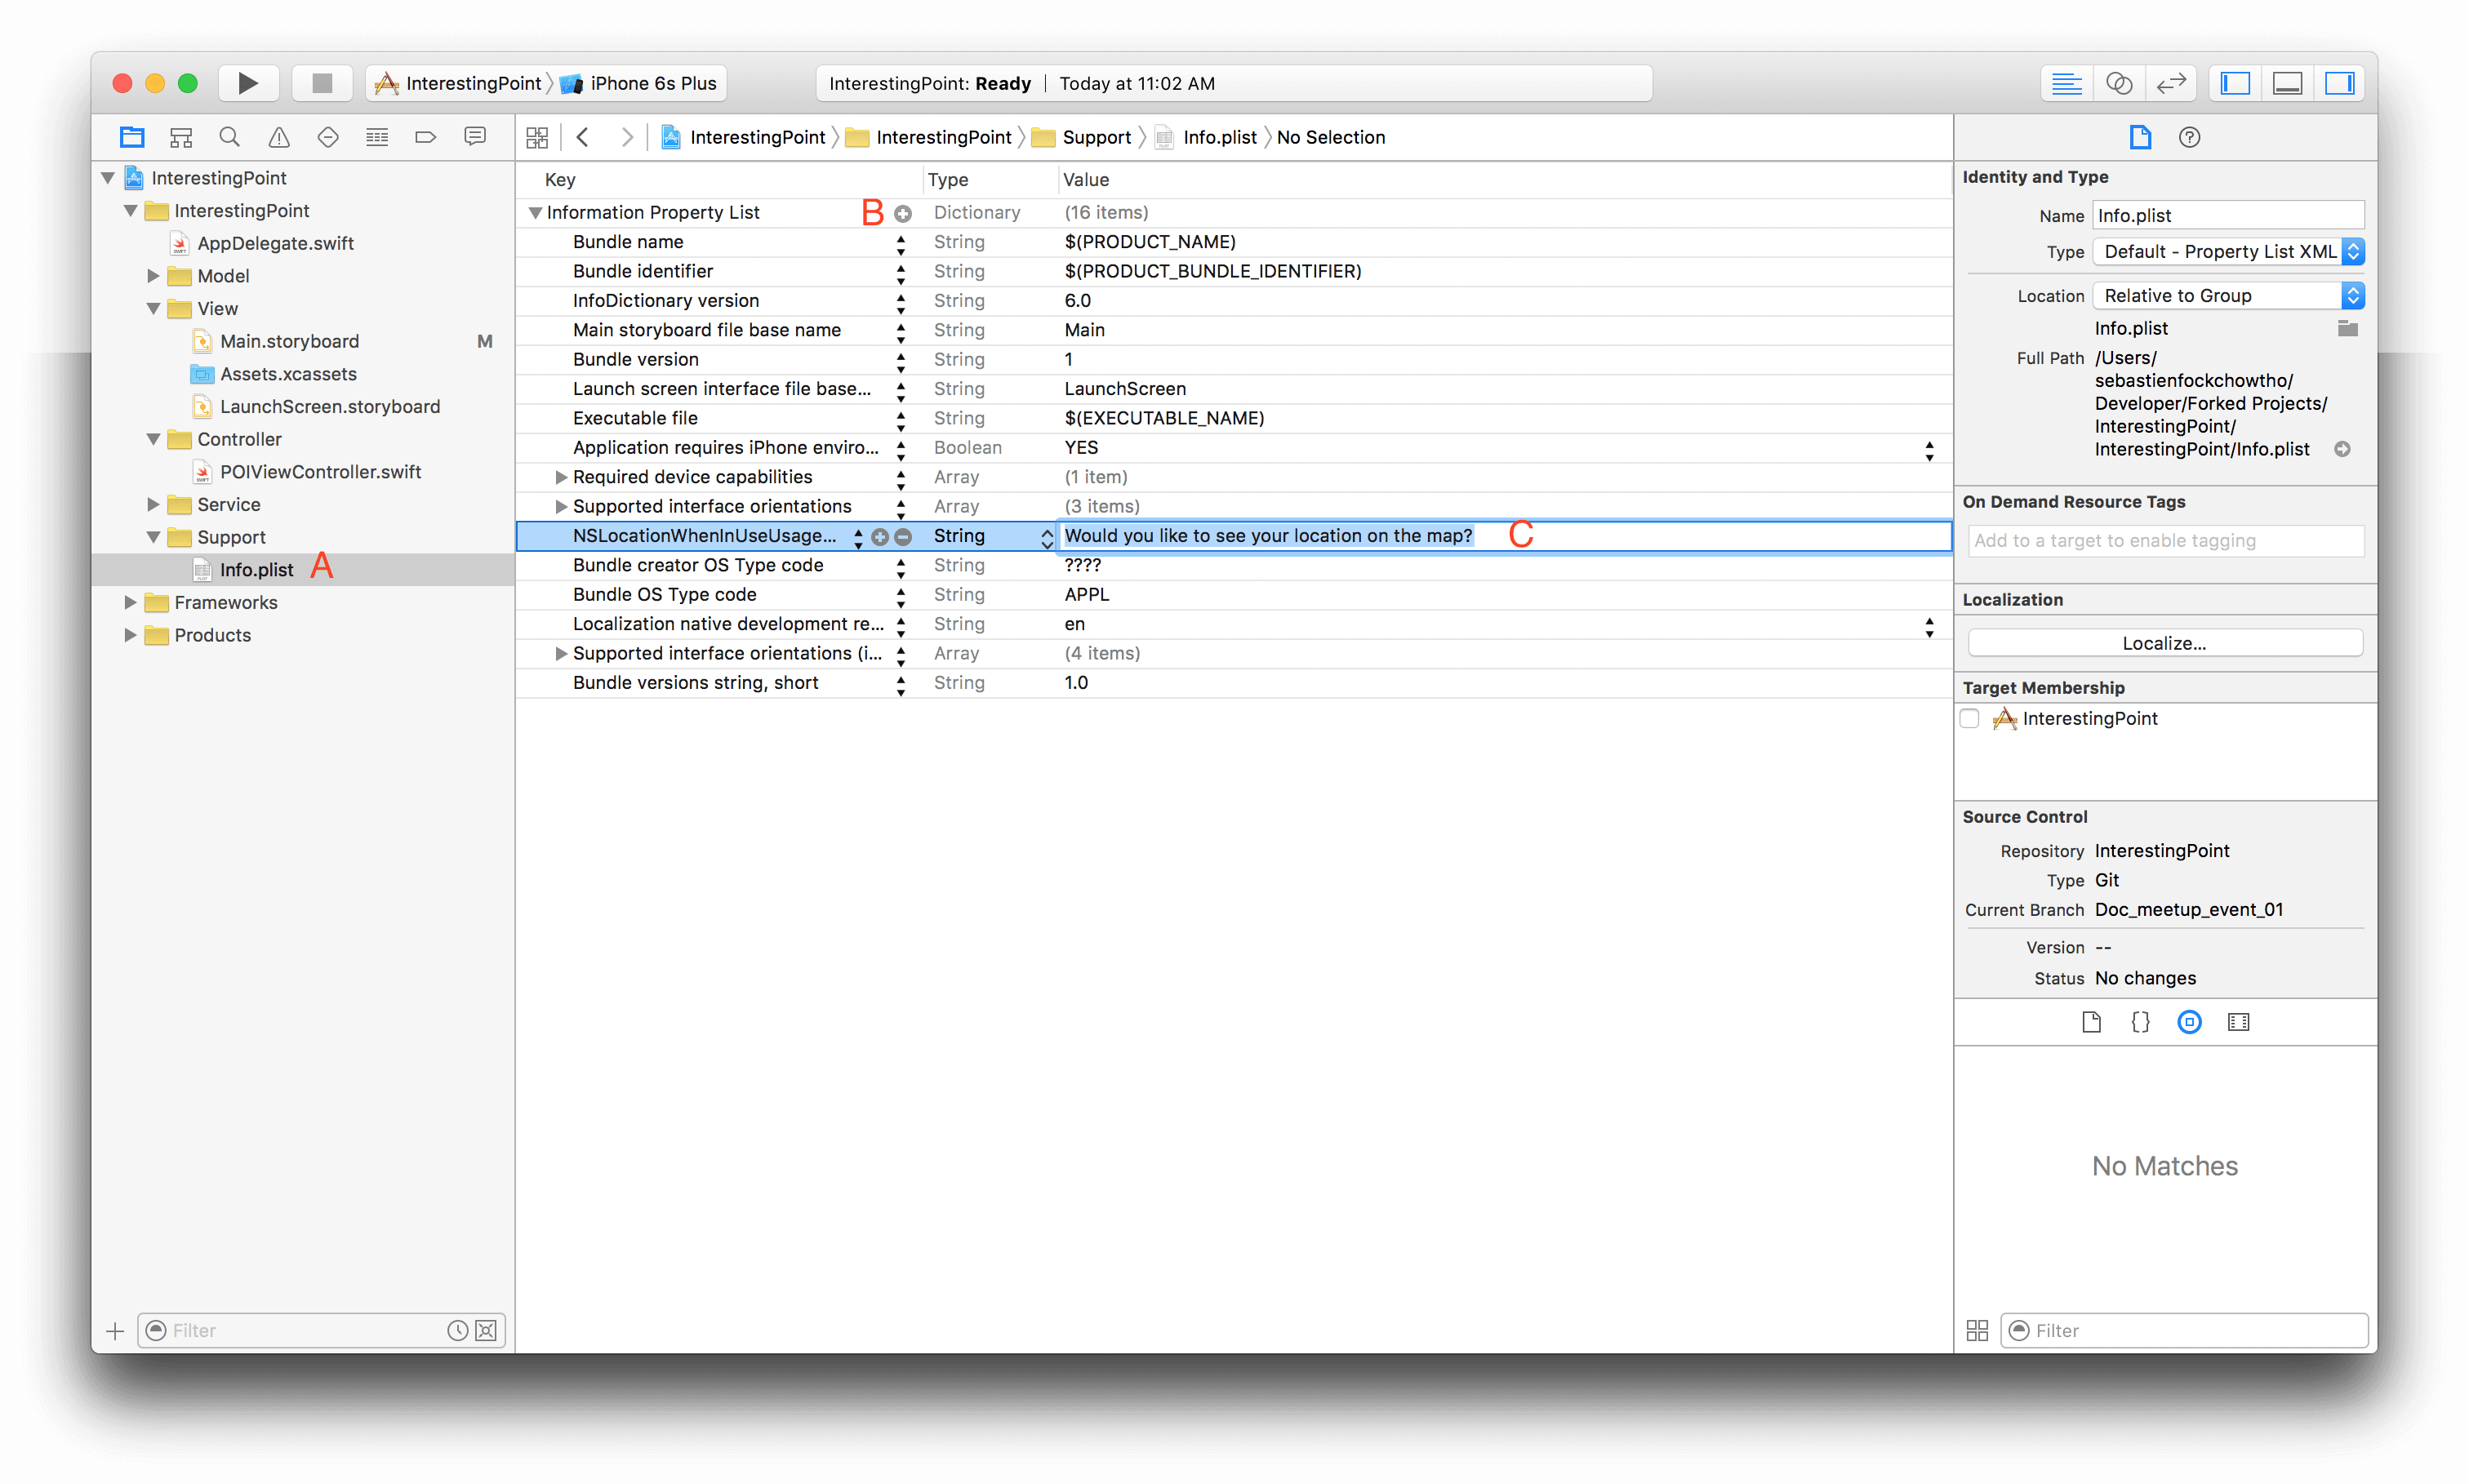 InterestingPoint iPhone 6s Plus
InterestingPoint: Ready Today at 11:02 AM
InterestingPoint InterestingPoint Support Info.plist No Selection
InterestingPoint
InterestingPoint
AppDelegate.swift
Model
View
Main.storyboard M
Assets.xcassets
LaunchScreen.storyboard
Controller
POIViewController.swift
Service
Support
Info.plist A
Frameworks
Products
Filter
Key Type Value
Information Property List B Dictionary (16 items)
Bundle name String $(PRODUCT_NAME)
Bundle identifier String $(PRODUCT_BUNDLE_IDENTIFIER)
InfoDictionary version String 6.0
Main storyboard file base name String Main
Bundle version String 1
Launch screen interface file base... String LaunchScreen
Executable file String $(EXECUTABLE_NAME)
Application requires iPhone enviro... Boolean YES
Required device capabilities Array (1 item)
Supported interface orientations Array (3 items)
NSLocationWhenInUseUsage... String Would you like to see your location on the map? C
Bundle creator OS Type code String ????
Bundle OS Type code String APPL
Localization native development re... String en
Supported interface orientations (i... Array (4 items)
Bundle versions string, short String 1.0
Identity and Type
Name Info.plist
Type Default - Property List XML
Location Relative to Group
Info.plist
Full Path /Users/
sebastienfockchowtho/
Developer/Forked Projects/
InterestingPoint/
InterestingPoint/Info.plist
On Demand Resource Tags
Add to a target to enable tagging
Localization
Localize...
Target Membership
InterestingPoint
Source Control
Repository InterestingPoint
Type Git
Current Branch Doc_meetup_event_01
Version --
Status No changes
No Matches
Filter